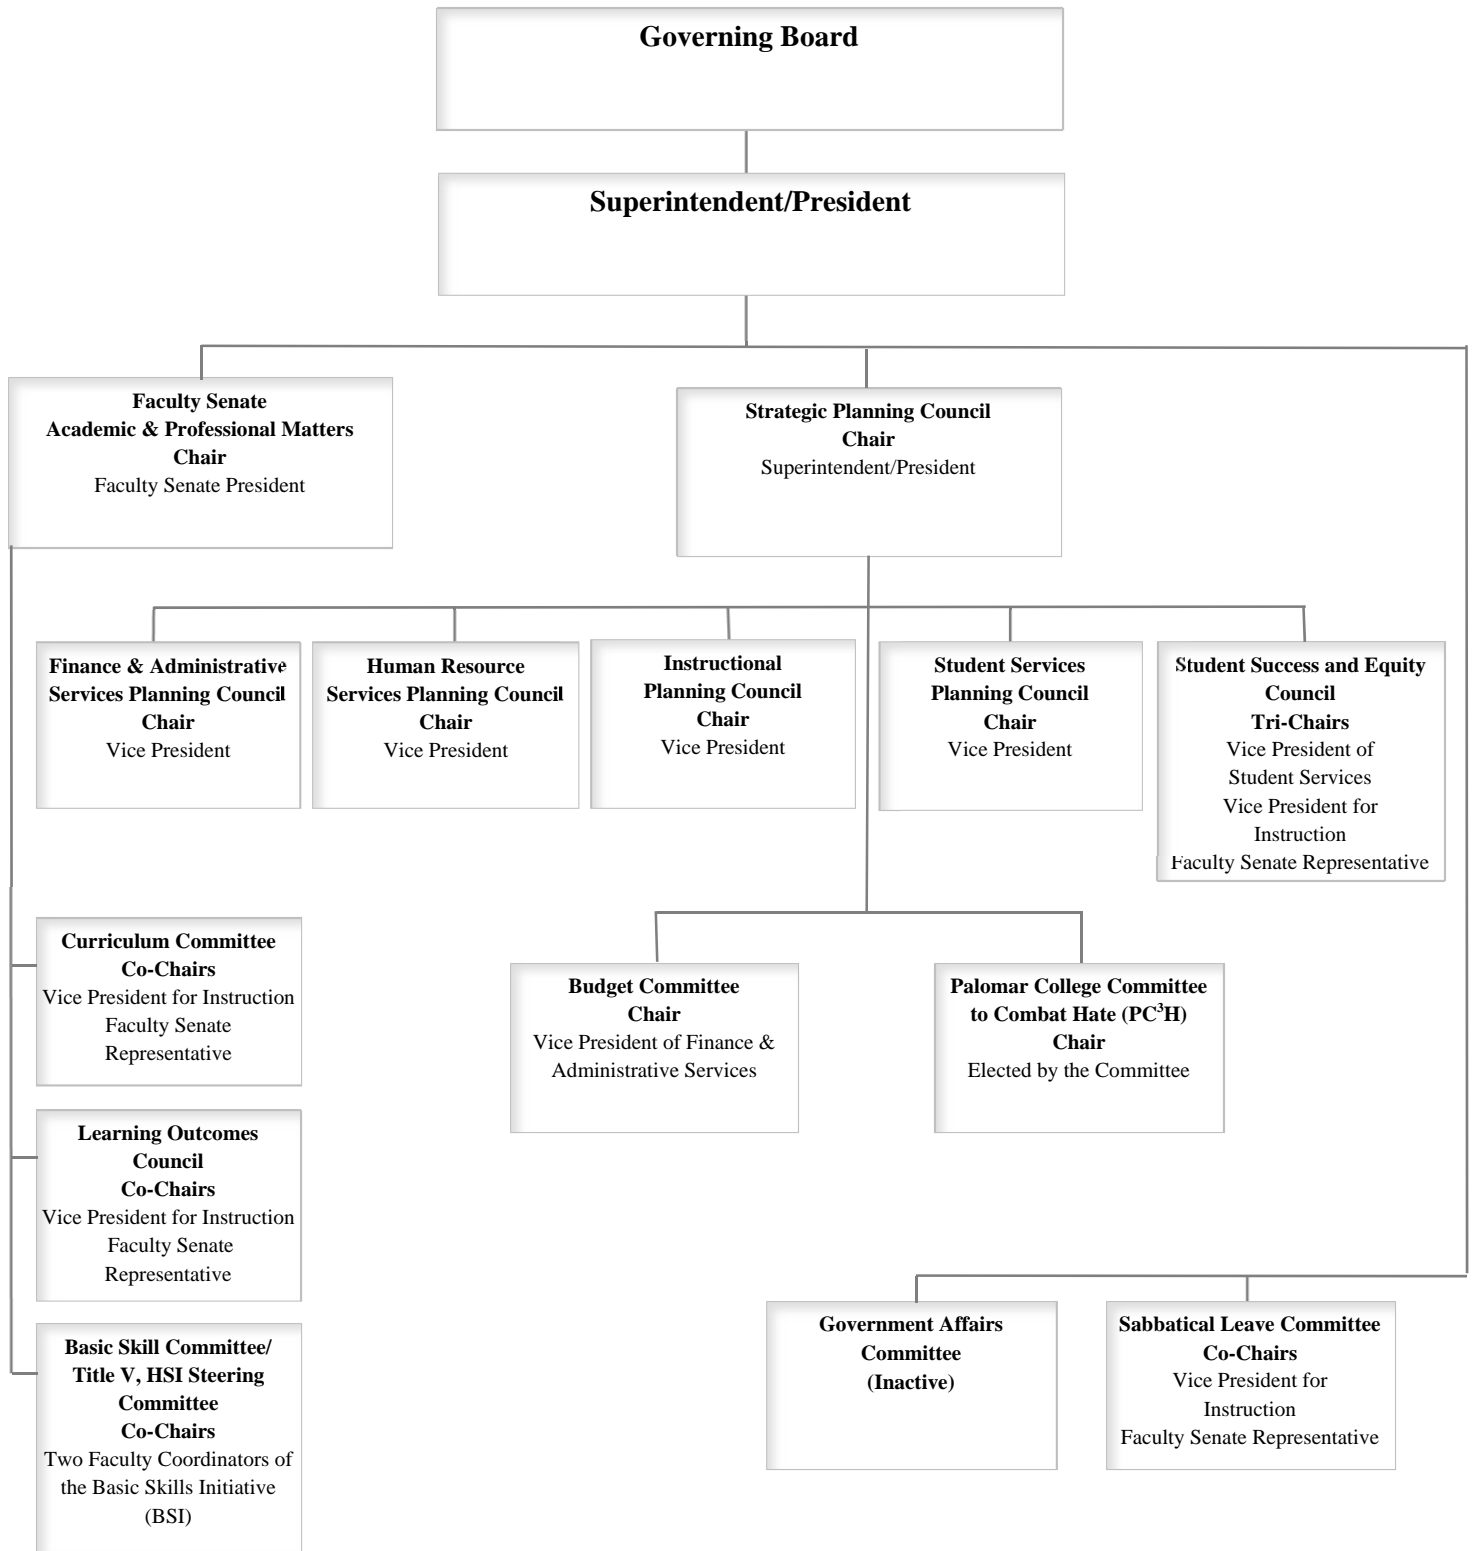 Governing Board
Superintendent/President
Faculty Senate
Academic & Professional Matters
Chair
Faculty Senate President
Strategic Planning Council
Chair
Superintendent/President
Finance & Administrative
Services Planning Council
Chair
Vice President
Human Resource
Services Planning Council
Chair
Vice President
Instructional
Planning Council
Chair
Vice President
Student Services
Planning Council
Chair
Vice President
Student Success and Equity
Council
Tri-Chairs
Vice President of
Student Services
Vice President for
Instruction
Faculty Senate Representative
Curriculum Committee
Co-Chairs
Vice President for Instruction
Faculty Senate
Representative
Budget Committee
Chair
Vice President of Finance &
Administrative Services
Palomar College Committee
to Combat Hate (PC³H)
Chair
Elected by the Committee
Learning Outcomes
Council
Co-Chairs
Vice President for Instruction
Faculty Senate
Representative
Basic Skill Committee/
Title V, HSI Steering
Committee
Co-Chairs
Two Faculty Coordinators of
the Basic Skills Initiative
(BSI)
Government Affairs
Committee
(Inactive)
Sabbatical Leave Committee
Co-Chairs
Vice President for
Instruction
Faculty Senate Representative